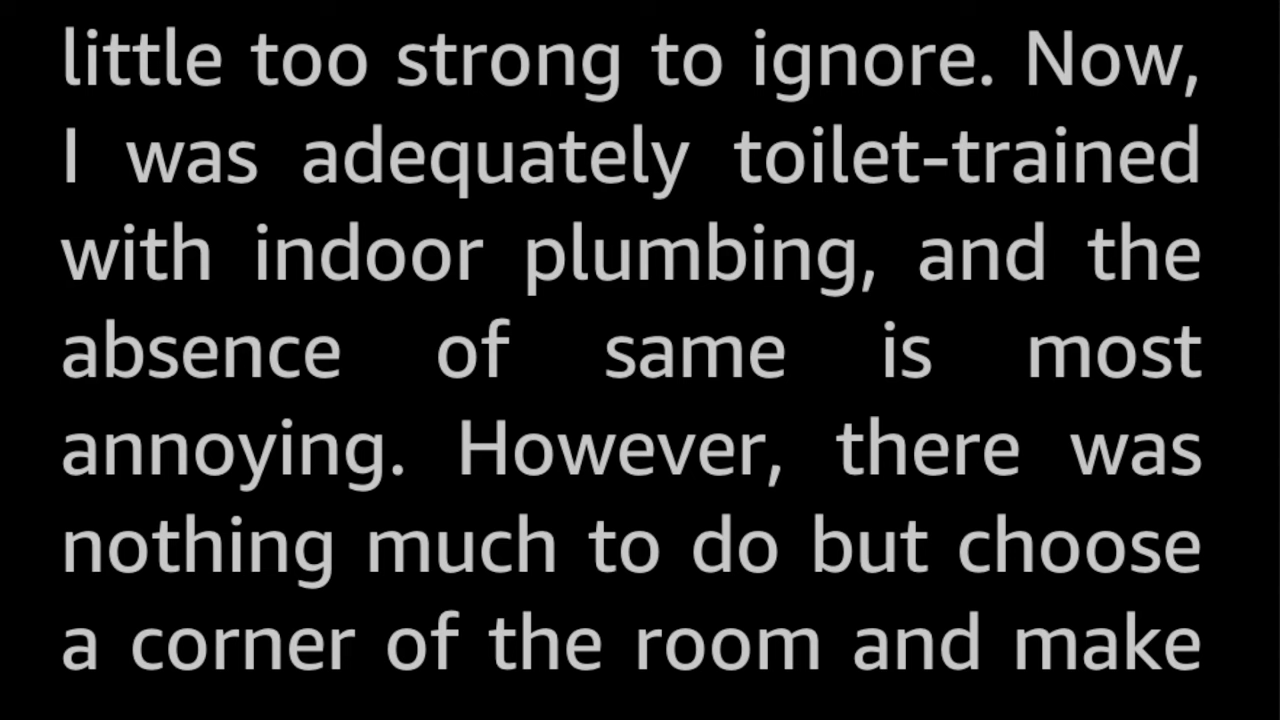 little too strong to ignore. Now,
I was adequately toilet-trained
with indoor plumbing, and the
absence of same is most
annoying. However, there was
nothing much to do but choose
a corner of the room and make